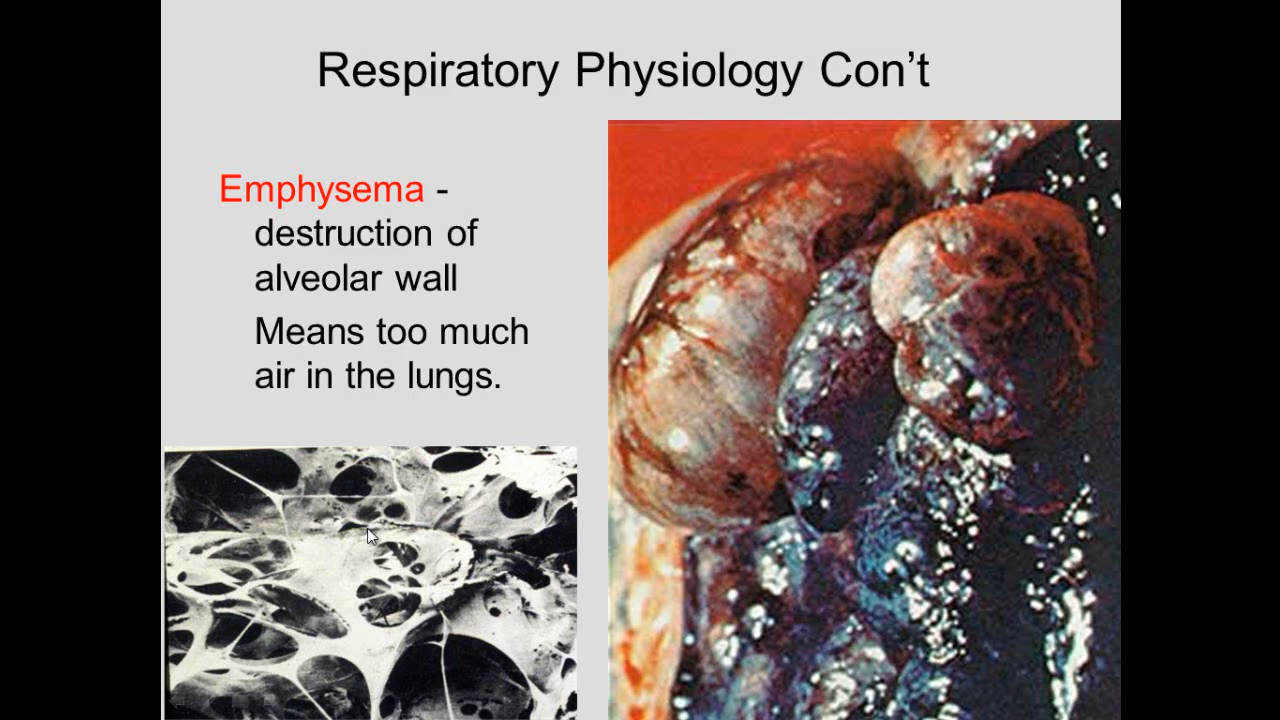 Respiratory Physiology Con’t
Emphysema -
destruction of
alveolar wall
Means too much
air in the lungs.